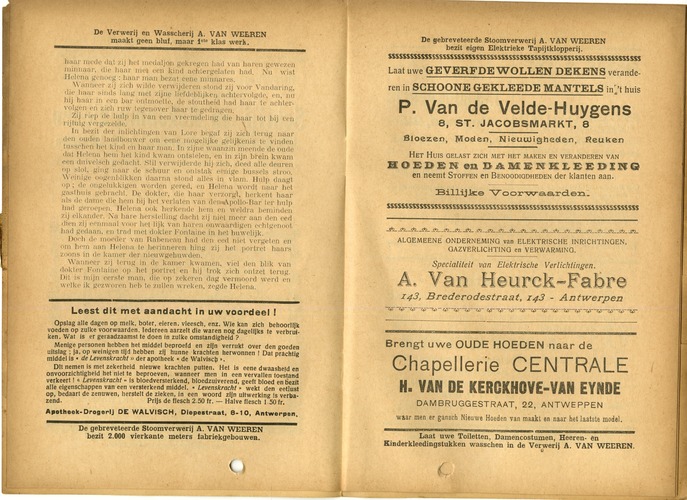 De Verwerij en Wasscherij A. VAN WEEREN
maakt geen bluf, maar 1ste klas werk.
haar mede dat zij het medaljon gekregen had van haren gewezen
minnaar, die haar met een kind achtergelaten had. Nu wist
Helena genoeg: haar man bezat eene minnares.
Wanneer zij zich wilde verwijderen stond zij voor Vandaring,
die haar sinds lang met zijne liefdeblijken achtervolgde, en, nu
hij haar in een bar ontmoette, de stoutheid had haar te achter-
volgen en zich ruw tegenover haar te gedragen.
Zij riep de hulp in van een vreemdeling die haar tot bij een
rijtuig vergezelde.
In bezit der inlichtingen van Lore begaf zij zich terug naar
den ouden landbouwer om eene mogelijke gelijkenis te vinden
tusschen het kind en haar man. In zijne waanzin meende de oude
dat Helena hem het kind kwam ontstelen, en in zijn brein kwam
een duivelsch gedacht. Stil verwijderde hij zich, deed alle deuren
op slot, ging naar de schuur en ontstak eenige bussels stroo.
Weinige oogenblikken daarna stond alles in vlam. Hulp daagt
op; de ongelukkigen worden gered, en Helena wordt naar het
gasthuis gebracht. De dokter, die haar verzorgt, herkent haar
als de dame die hem bij het verlaten van den Apollo-Bar ter hulp
had geroepen. Helena ook herkende hem en weldra beminden
zij elkander. Na hare herstelling dacht zij niet meer aan den eed
dien zij eenmaal voor het lijk van haren onwaardigen echtgenoot
had gedaan, en trad met dokter Fontaine in het huwelijk.
Doch de moeder van Rabenau had den eed niet vergeten en
om hem aan Helena te herinneren hing zij het portret haars
zoons in de kamer der nieuwgehuwden.
Wanneer zij terug in de kamer kwamen, viel den blik van
dokter Fontaine op het portret en hij trok zich ontzet terug.
Dit is mijn eerste man, die op zekeren dag vermoord werd en
welke ik gezworen heb te zullen wreken, zegde Helena.
Leest dit met aandacht in uw voordeel !
Opslag alle dagen op melk, boter, eieren, vleesch, enz. Wie kan zich behoorlijk
voeden op zulke voorwaarden. Iedereen aarzelt die waren nog dagelijks te verbrui-
ken. Wat is er geraadzaamst te doen in zulke omstandigheid ?
Menige personen hebben het middel beproefd en zijn verrukt over den goeden
uitslag ; ja, op weinigen tijd hebben zij hunne krachten herwonnen ! Dat prachtig
middel is « de Levenskracht » der apotheek « de Walvisch ».
Dit nemen is met zekerheid nieuwe krachten putten. Het is eene dwaasheid en
onvoorzichtigheid het niet te beproeven, wanneer men in een vervallen toestand
verkeert ! « Levenskracht » is bloedversterkend, bloedzuiverend, geeft bloed en bezit
alle eigenschappen van een versterkend middel. « Levenskracht » wekt den eetlust
op, bedaart de zenuwen, herstelt de zieken, in een woord zijn uitwerking is verba-
zend. Prijs de flesch 2.50 fr. — Halve flesch 1 50 fr.
Apotheek-Drogerij DE WALVISCH, Diepestraat, 8-10, Antwerpen.
De gebreveteerde Stoomverwerij A. VAN WEEREN
bezit 2.000 vierkante meters fabriekgebouwen.
De gebreveteerde Stoomverwerij A. VAN WEEREN
bezit eigen Elektrieke Tapijtklopperij.
Laat uwe GEVERFDE WOLLEN DEKENS verande-
ren in SCHOONE GEKLEEDE MANTELS in 't huis
P. Van de Velde-Huygens
8, ST. JACOBSMARKT, 8
Bloezen, Moden, Nieuwigheden, Reuken
HET HUIS GELAST ZICH MET HET MAKEN EN VERANDEREN VAN
HOEDEN en DAMENKLEEDING
en neemt STOFFEN en BENOODIGHEDEN der klanten aan.
Billijke Voorwaarden.
ALGEMEENE ONDERNEMING van ELEKTRISCHE INRICHTINGEN,
GAZVERLICHTING en VERWARMING.
Specialiteit van Elektische Verlichtingen.
A. Van Heurck-Fabre
143, Brederodestraat, 143 - Antwerpen
Brengt uwe OUDE HOEDEN naar de
Chapellerie CENTRALE
H. VAN DE KERCKHOVE-VAN EYNDE
DAMBRUGGESTRAAT, 22, ANTWERPEN
waar men er gansch Nieuwe Hoeden van maakt en naar het laatste model.
Laat uwe Toiletten, Damencostumen, Heeren- en
Kinderkleedingstukken wasschen in de Verwerij A. VAN WEEREN.